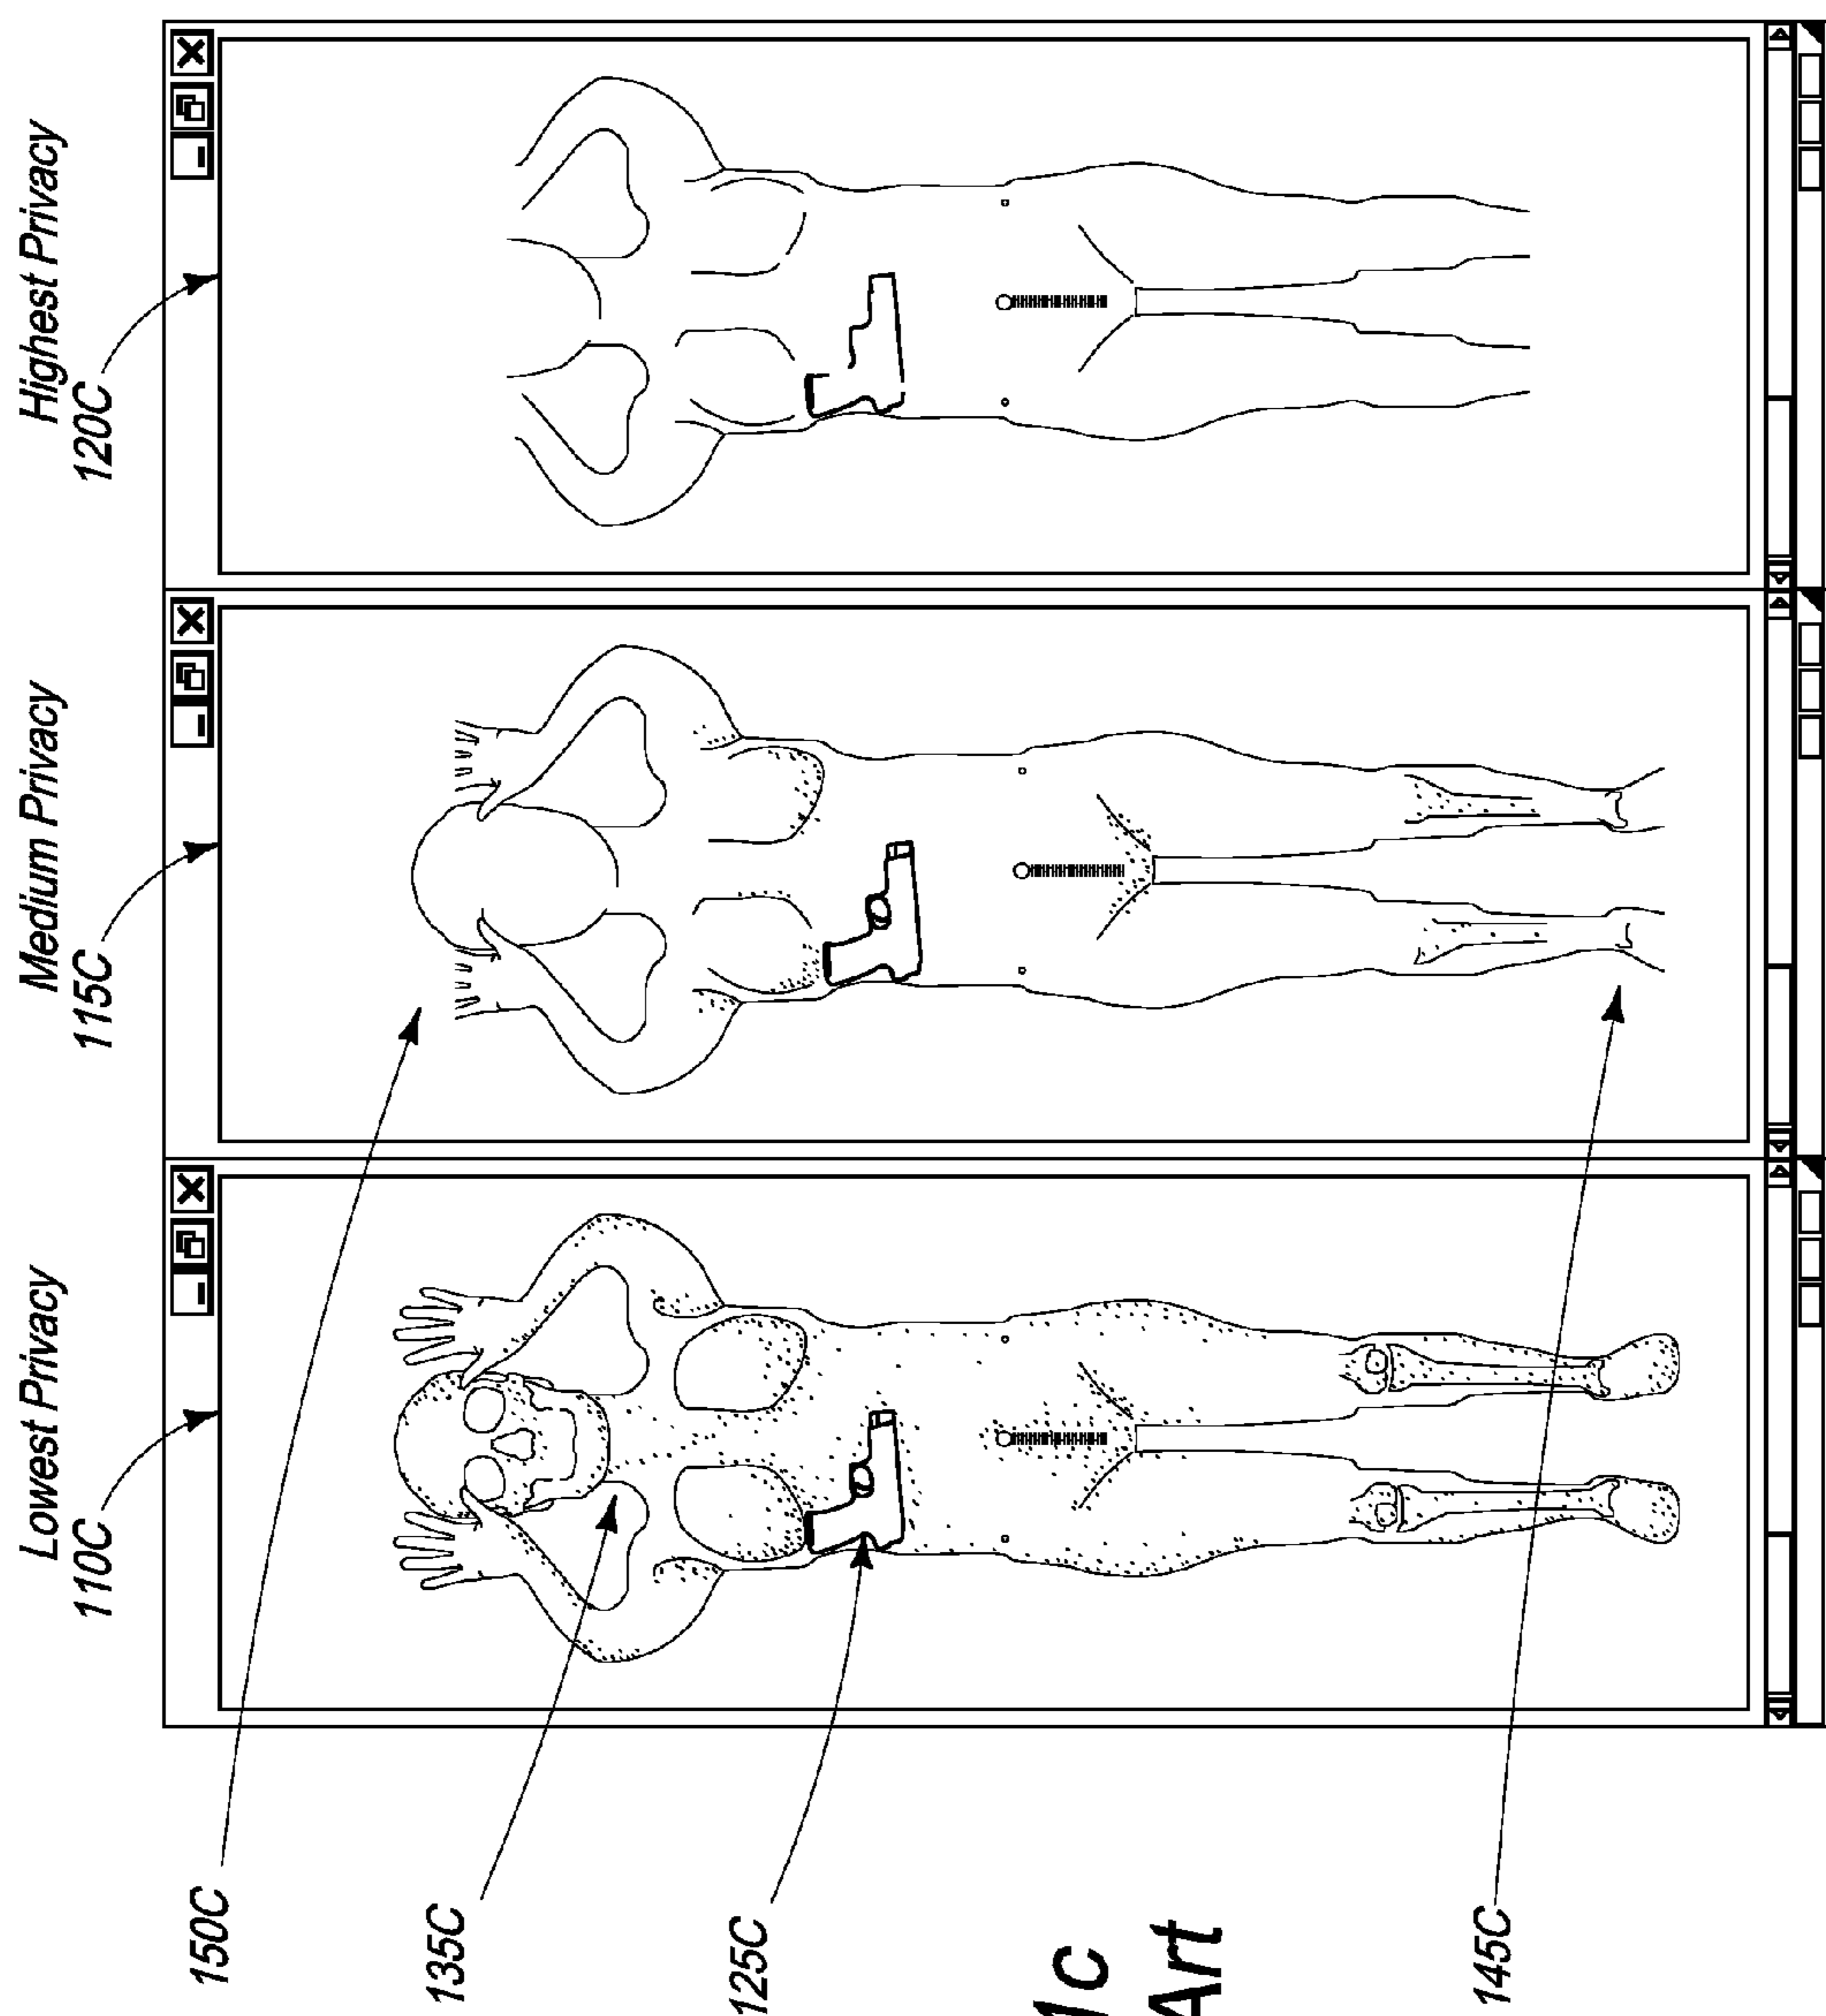 Lowest Privacy
110C
Medium Privacy
115C
Highest Privacy
120C
150C
135C
125C
145C
1c
Art